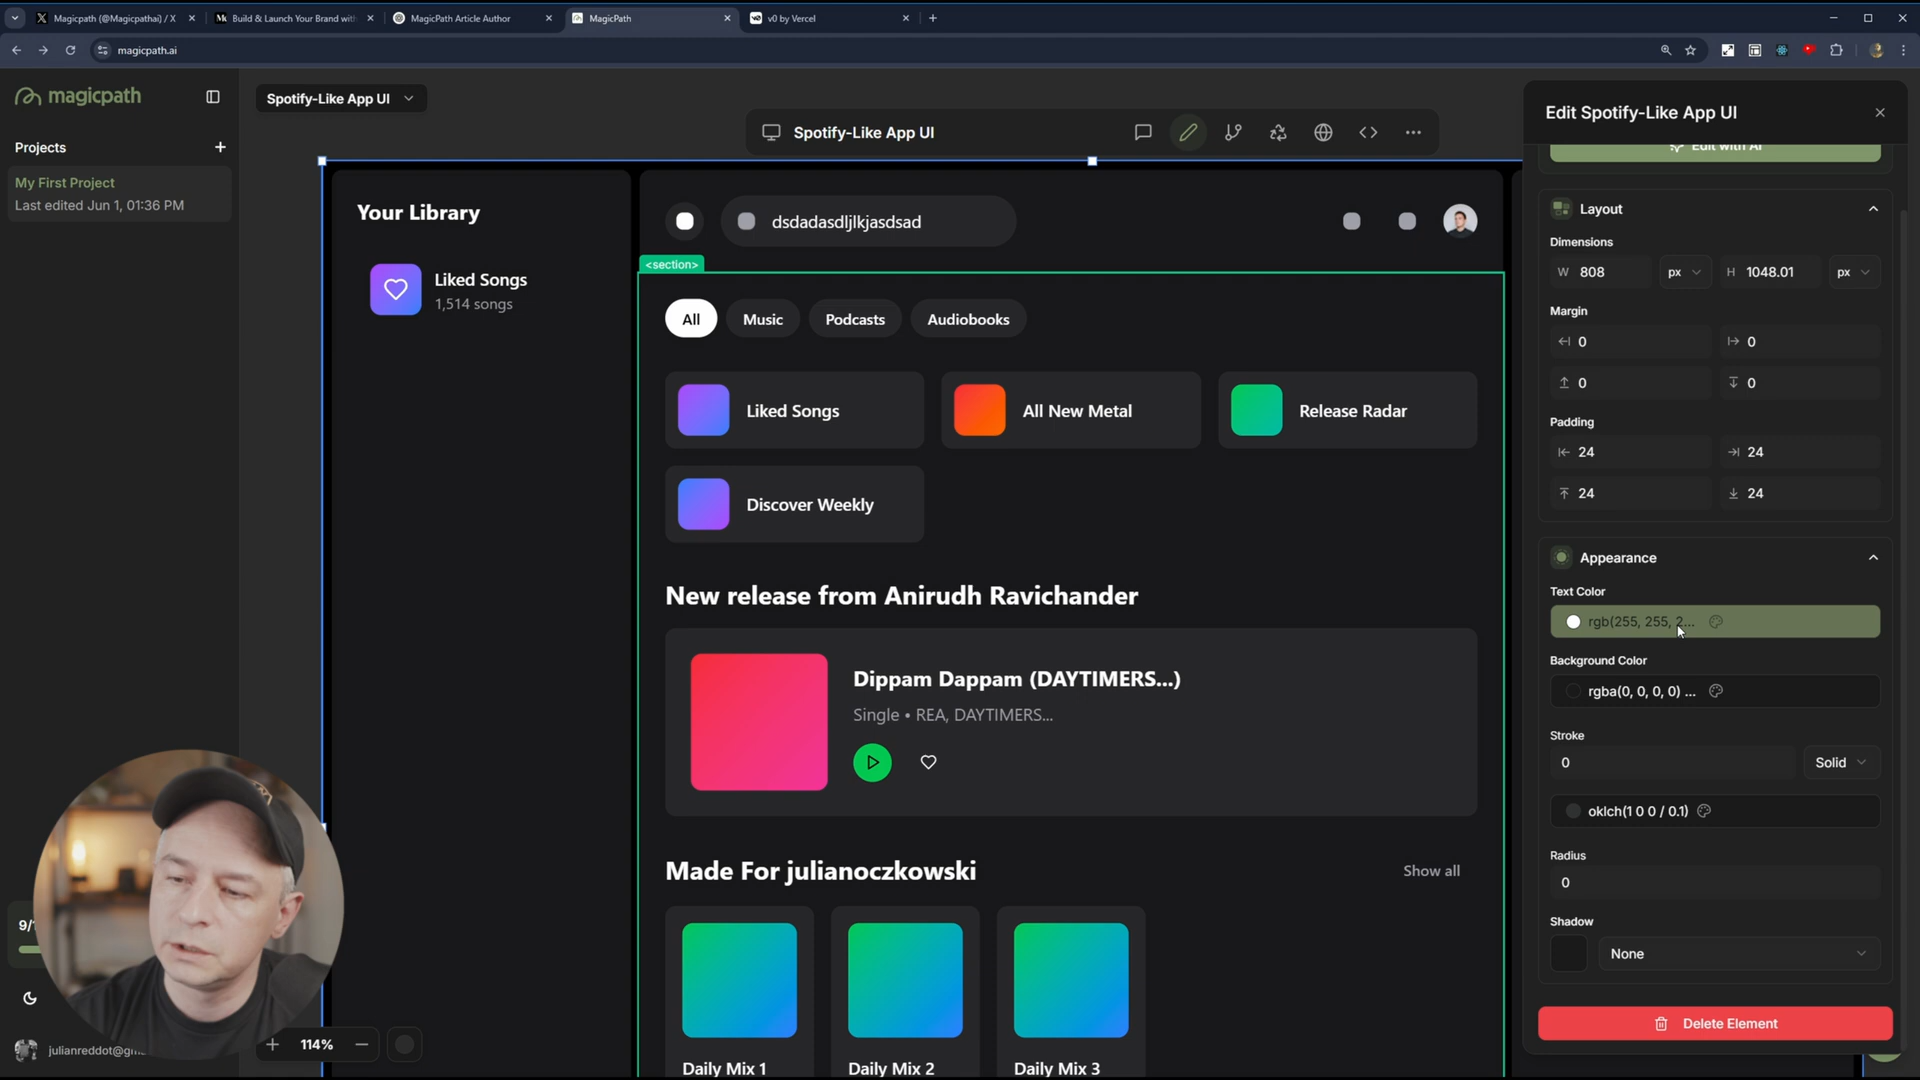 Magicpath (@Magicpathai) / X
Build & Launch Your Brand with
MagicPath Article Author
MagicPath
v0 by Vercel
magicpath.ai
magicpath
Projects
My First Project
Last edited Jun 1, 01:36 PM
Spotify-Like App UI
Spotify-Like App UI
Your Library
Liked Songs
1,514 songs
dsdadasdljlkjasdsad
<section>
All
Music
Podcasts
Audiobooks
Liked Songs
All New Metal
Release Radar
Discover Weekly
New release from Anirudh Ravichander
Dippam Dappam (DAYTIMERS...)
Single • REA, DAYTIMERS...
Made For julianoczkowski
Show all
Daily Mix 1
Daily Mix 2
Daily Mix 3
9/
julianreddot@gm
114%
Edit Spotify-Like App UI
Edit with AI
Layout
Dimensions
W 808 px
H 1048.01 px
Margin
0
0
0
0
Padding
24
24
24
24
Appearance
Text Color
rgb(255, 255, 2...
Background Color
rgba(0, 0, 0, 0) ...
Stroke
0
Solid
oklch(1 0 0 / 0.1)
Radius
0
Shadow
None
Delete Element